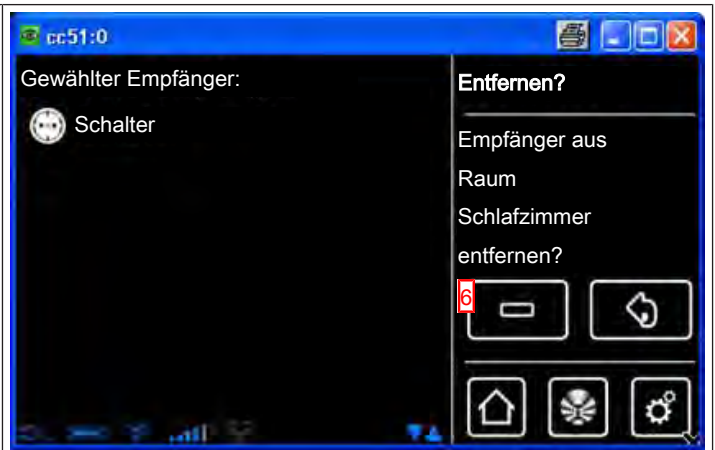 cc51:0
Gewählter Empfänger:
Schalter
Entfernen?
Empfänger aus
Raum
Schlafzimmer
entfernen?
6